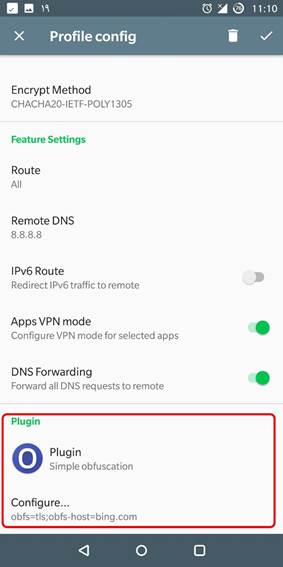 ۱۹
70
11:10
Profile config
Encrypt Method
CHACHA20-IETF-POLY1305
Feature Settings
Route
All
Remote DNS
8.8.8.8
IPv6 Route
Redirect IPv6 traffic to remote
Apps VPN mode
Configure VPN mode for selected apps
DNS Forwarding
Forward all DNS requests to remote
Plugin
Plugin
Simple obfuscation
Configure...
obfs=tls;obfs-host=bing.com